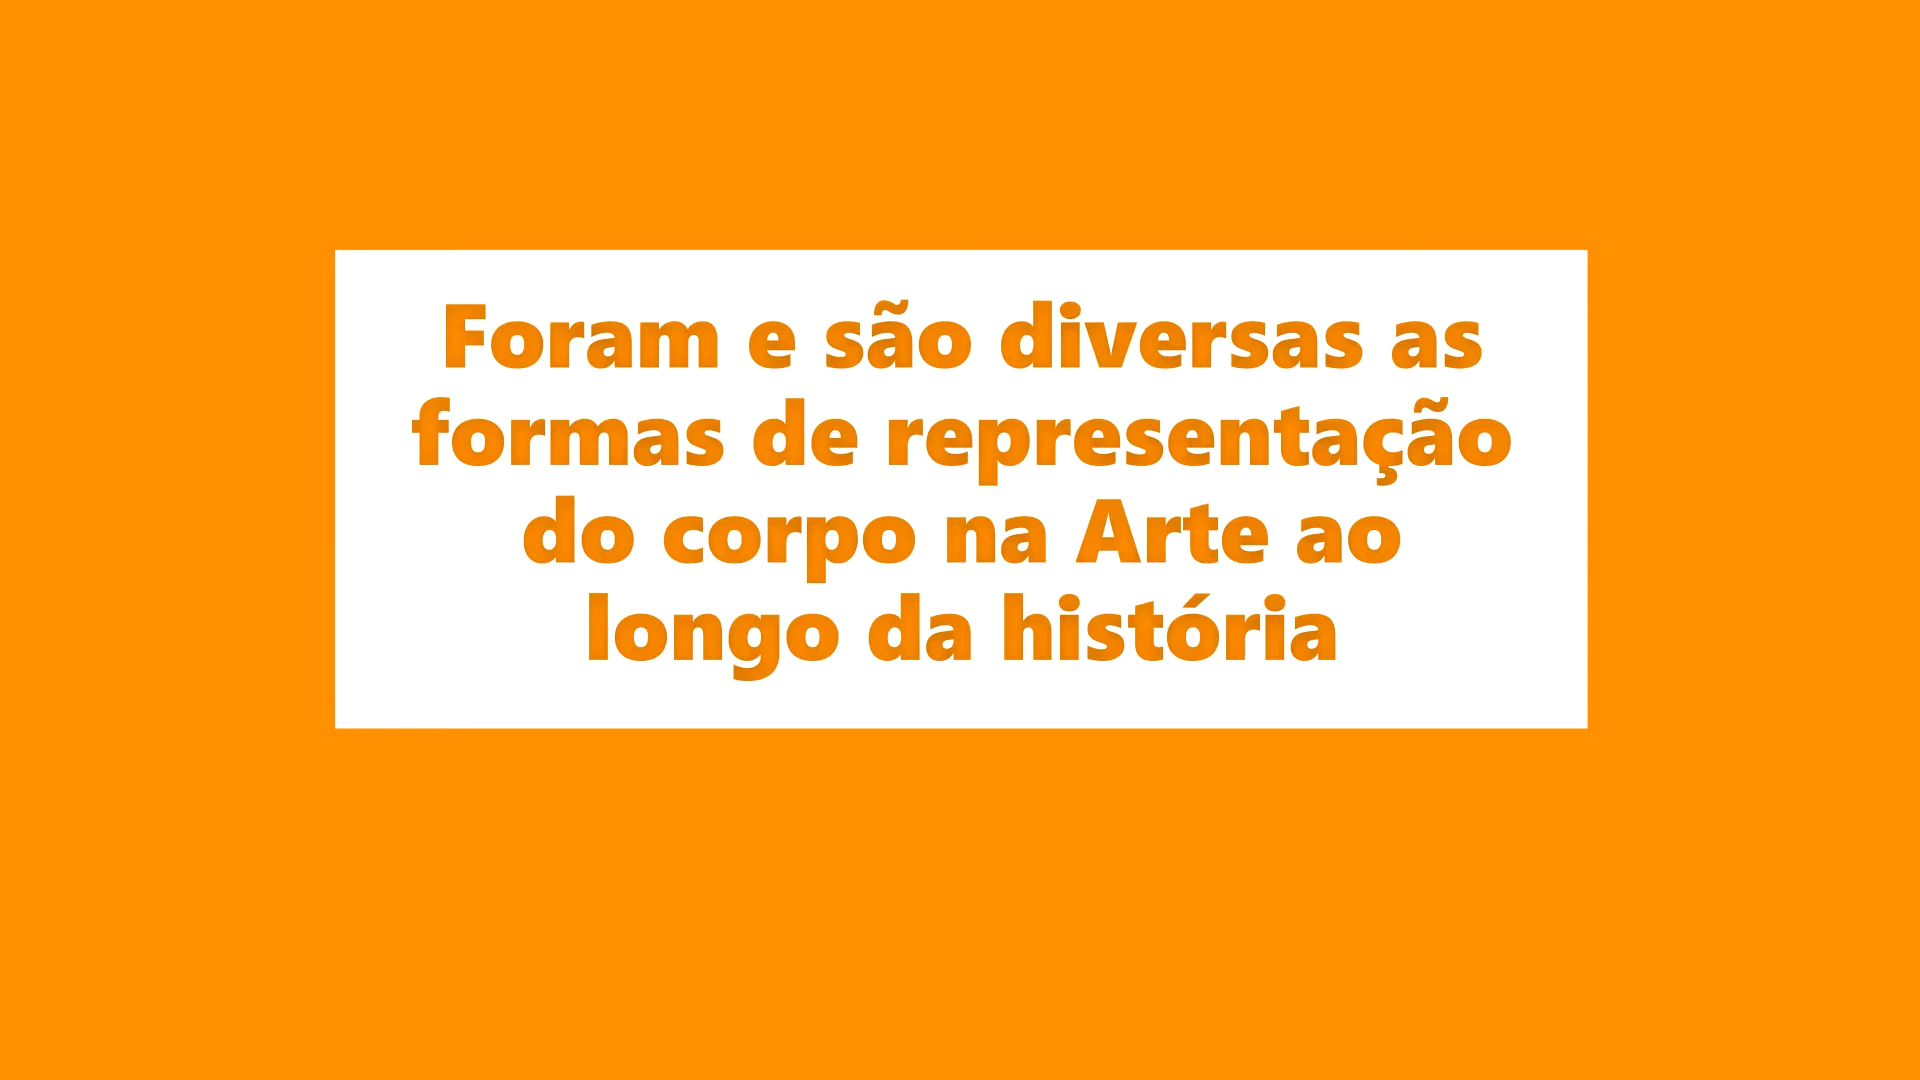 Foram e são diversas as
formas de representação
do corpo na Arte ao
longo da história